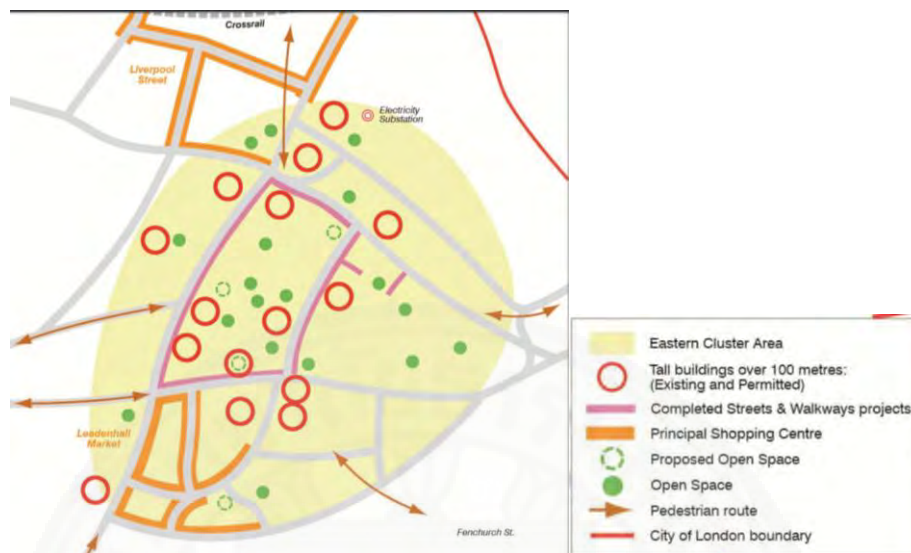 Crossrail
Liverpool
Street
Electricity
Substation
Leadenhall
Market
Fenchurch St.
Eastern Cluster Area
Tall buildings over 100 metres:
(Existing and Permitted)
Completed Streets & Walkways projects
Principal Shopping Centre
Proposed Open Space
Open Space
Pedestrian route
City of London boundary